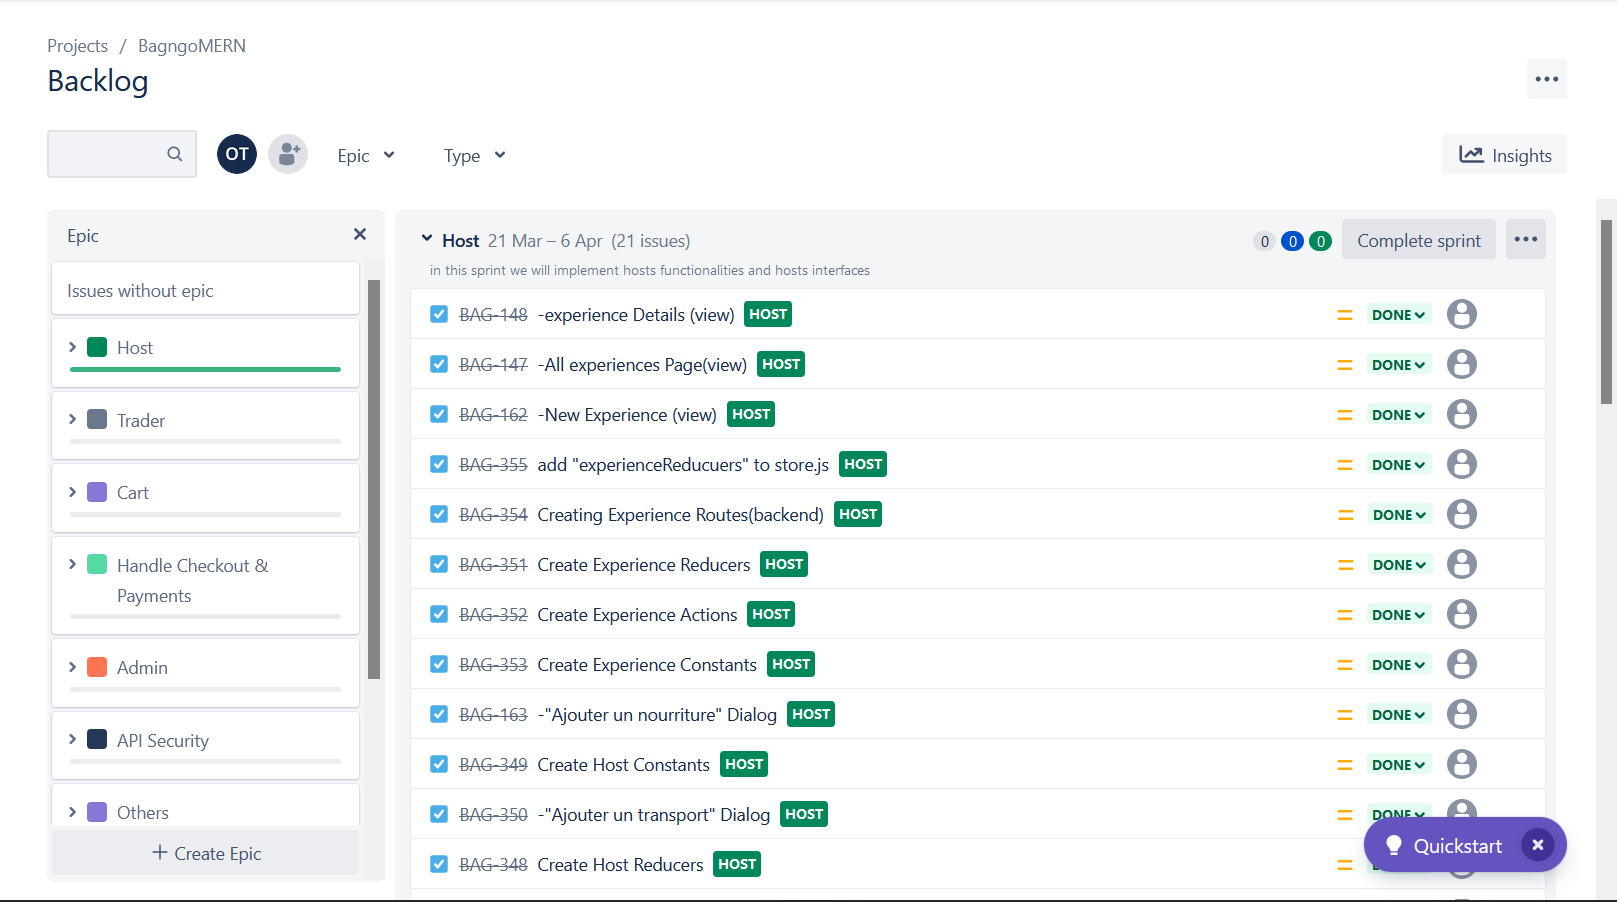 Projects / BagngoMERN
Backlog
OT
Epic
Type
Insights
Epic
Issues without epic
Host
Trader
Cart
Handle Checkout &
Payments
Admin
API Security
Others
Create Epic
Host 21 Mar – 6 Apr (21 issues)
0 0 0 Complete sprint
in this sprint we will implement hosts functionalities and hosts interfaces
BAG-148 -experience Details (view) HOST DONE
BAG-147 -All experiences Page(view) HOST DONE
BAG-162 -New Experience (view) HOST DONE
BAG-355 add "experienceReducuers" to store.js HOST DONE
BAG-354 Creating Experience Routes(backend) HOST DONE
BAG-351 Create Experience Reducers HOST DONE
BAG-352 Create Experience Actions HOST DONE
BAG-353 Create Experience Constants HOST DONE
BAG-163 -"Ajouter un nourriture" Dialog HOST DONE
BAG-349 Create Host Constants HOST DONE
BAG-350 -"Ajouter un transport" Dialog HOST DONE
BAG-348 Create Host Reducers HOST
Quickstart